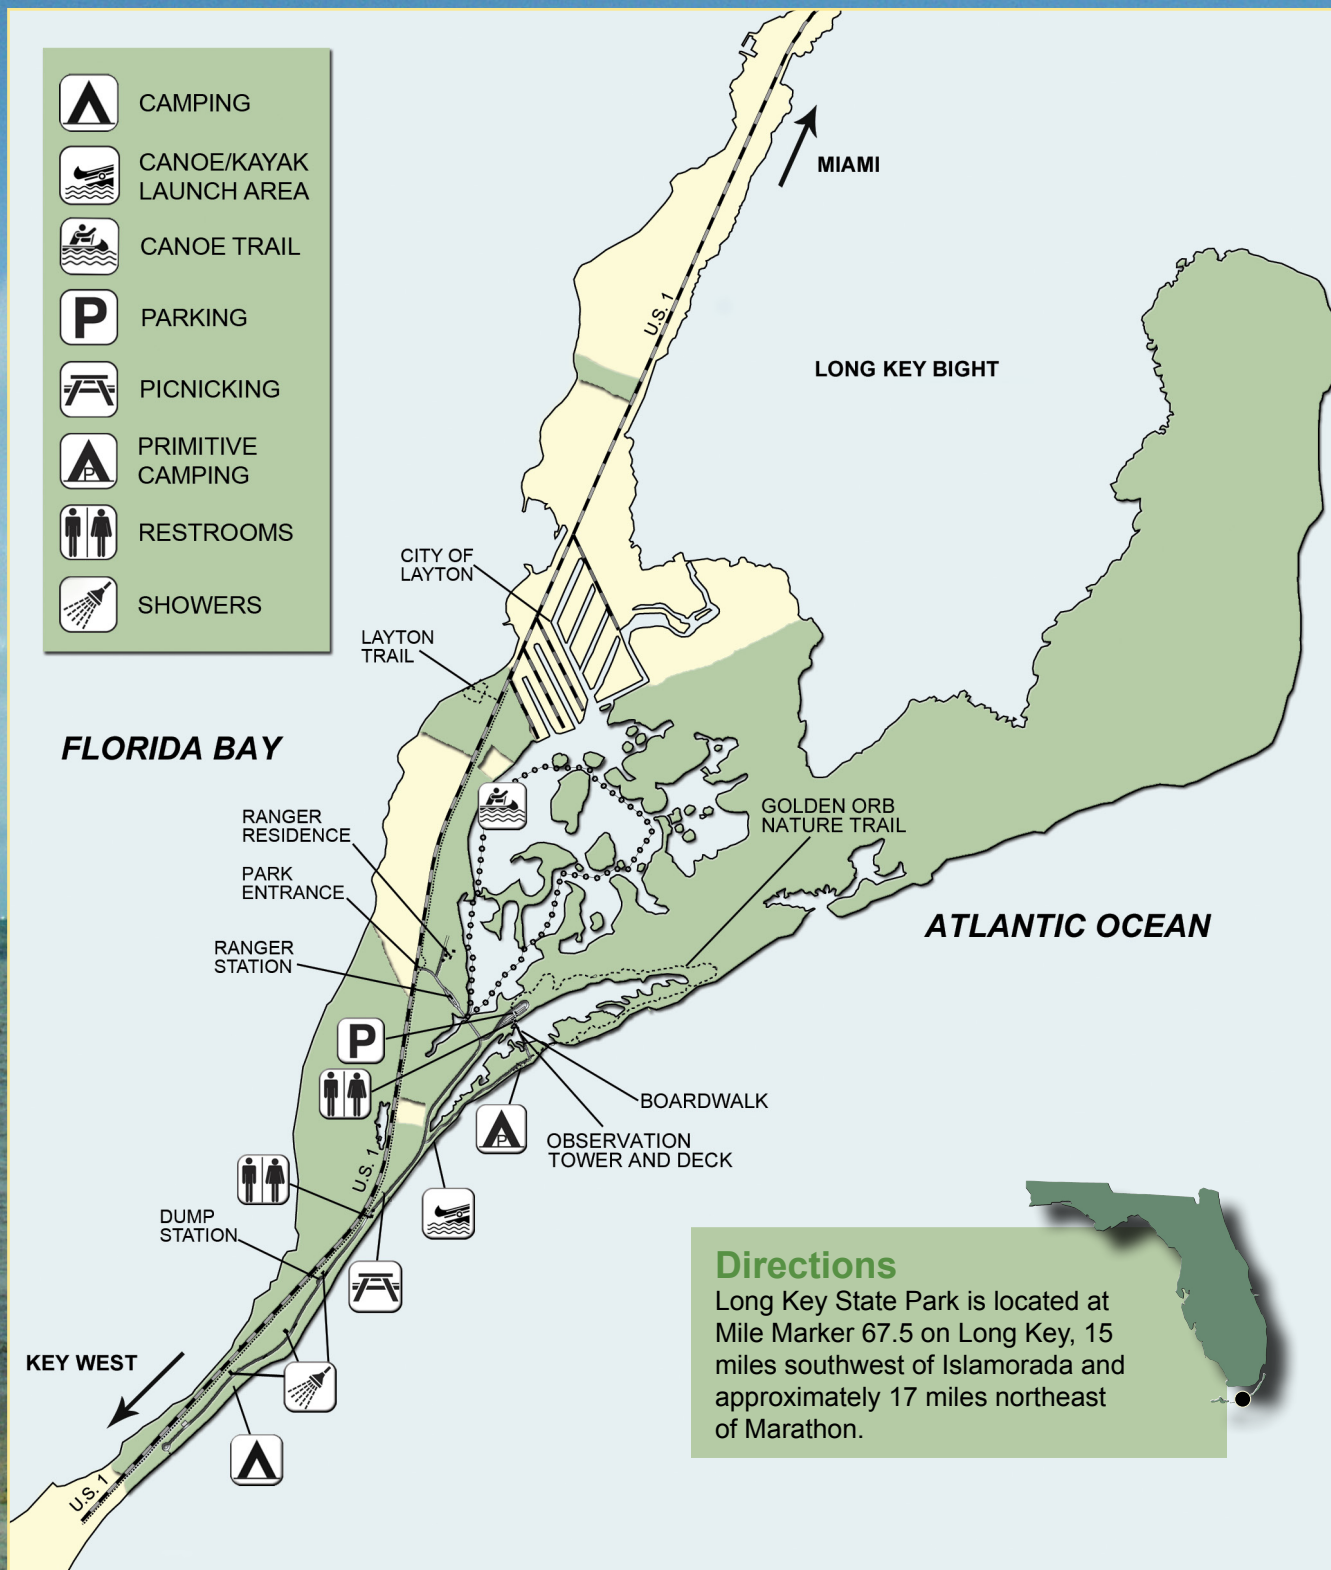 CAMPING
CANOE/KAYAK
LAUNCH AREA
CANOE TRAIL
P
PARKING
PICNICKING
P
PRIMITIVE
CAMPING
RESTROOMS
SHOWERS
MIAMI
U.S. 1
LONG KEY BIGHT
CITY OF
LAYTON
LAYTON
TRAIL
FLORIDA BAY
RANGER
RESIDENCE
GOLDEN ORB
NATURE TRAIL
PARK
ENTRANCE
ATLANTIC OCEAN
RANGER
STATION
P
BOARDWALK
P
OBSERVATION
TOWER AND DECK
U.S. 1
DUMP
STATION
KEY WEST
U.S. 1
Directions
Long Key State Park is located at
Mile Marker 67.5 on Long Key, 15
miles southwest of Islamorada and
approximately 17 miles northeast
of Marathon.